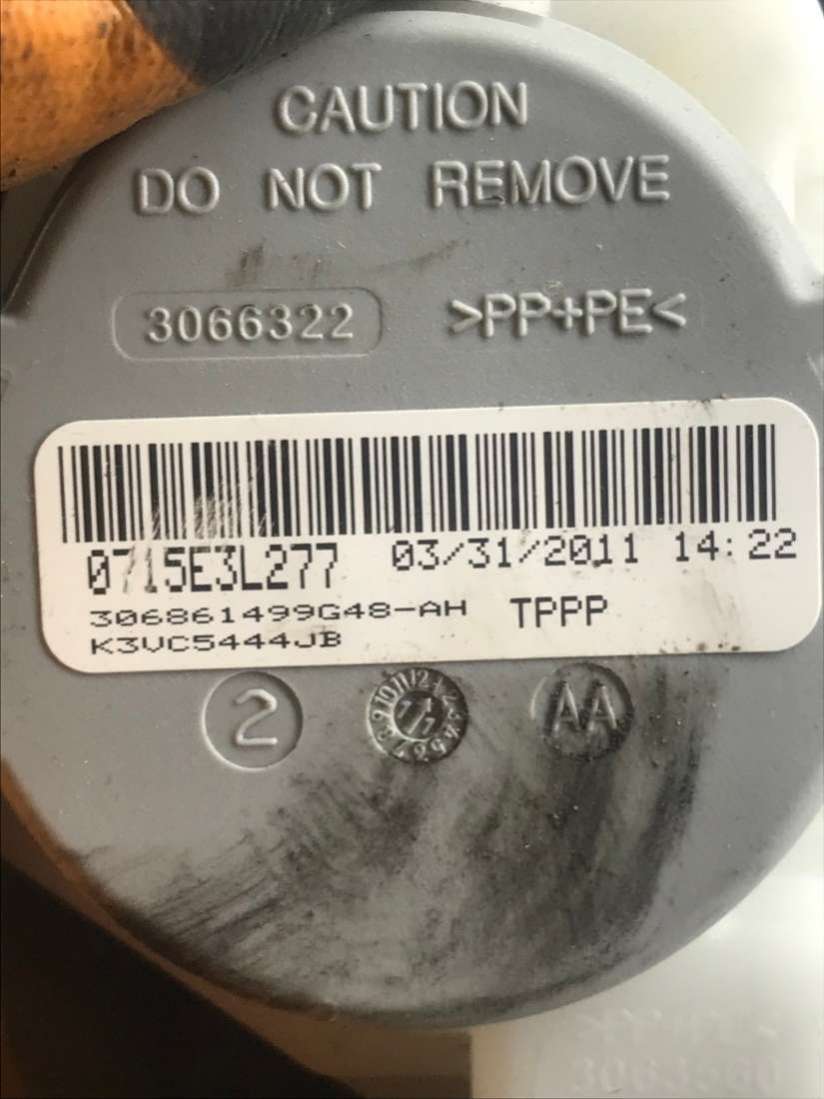 CAUTION
DO NOT REMOVE
3066322 >PP+PE<
0715E3L277 03/31/2011 14:22
306861499G48-AH TPPP
K3VC5444JB
2 AA